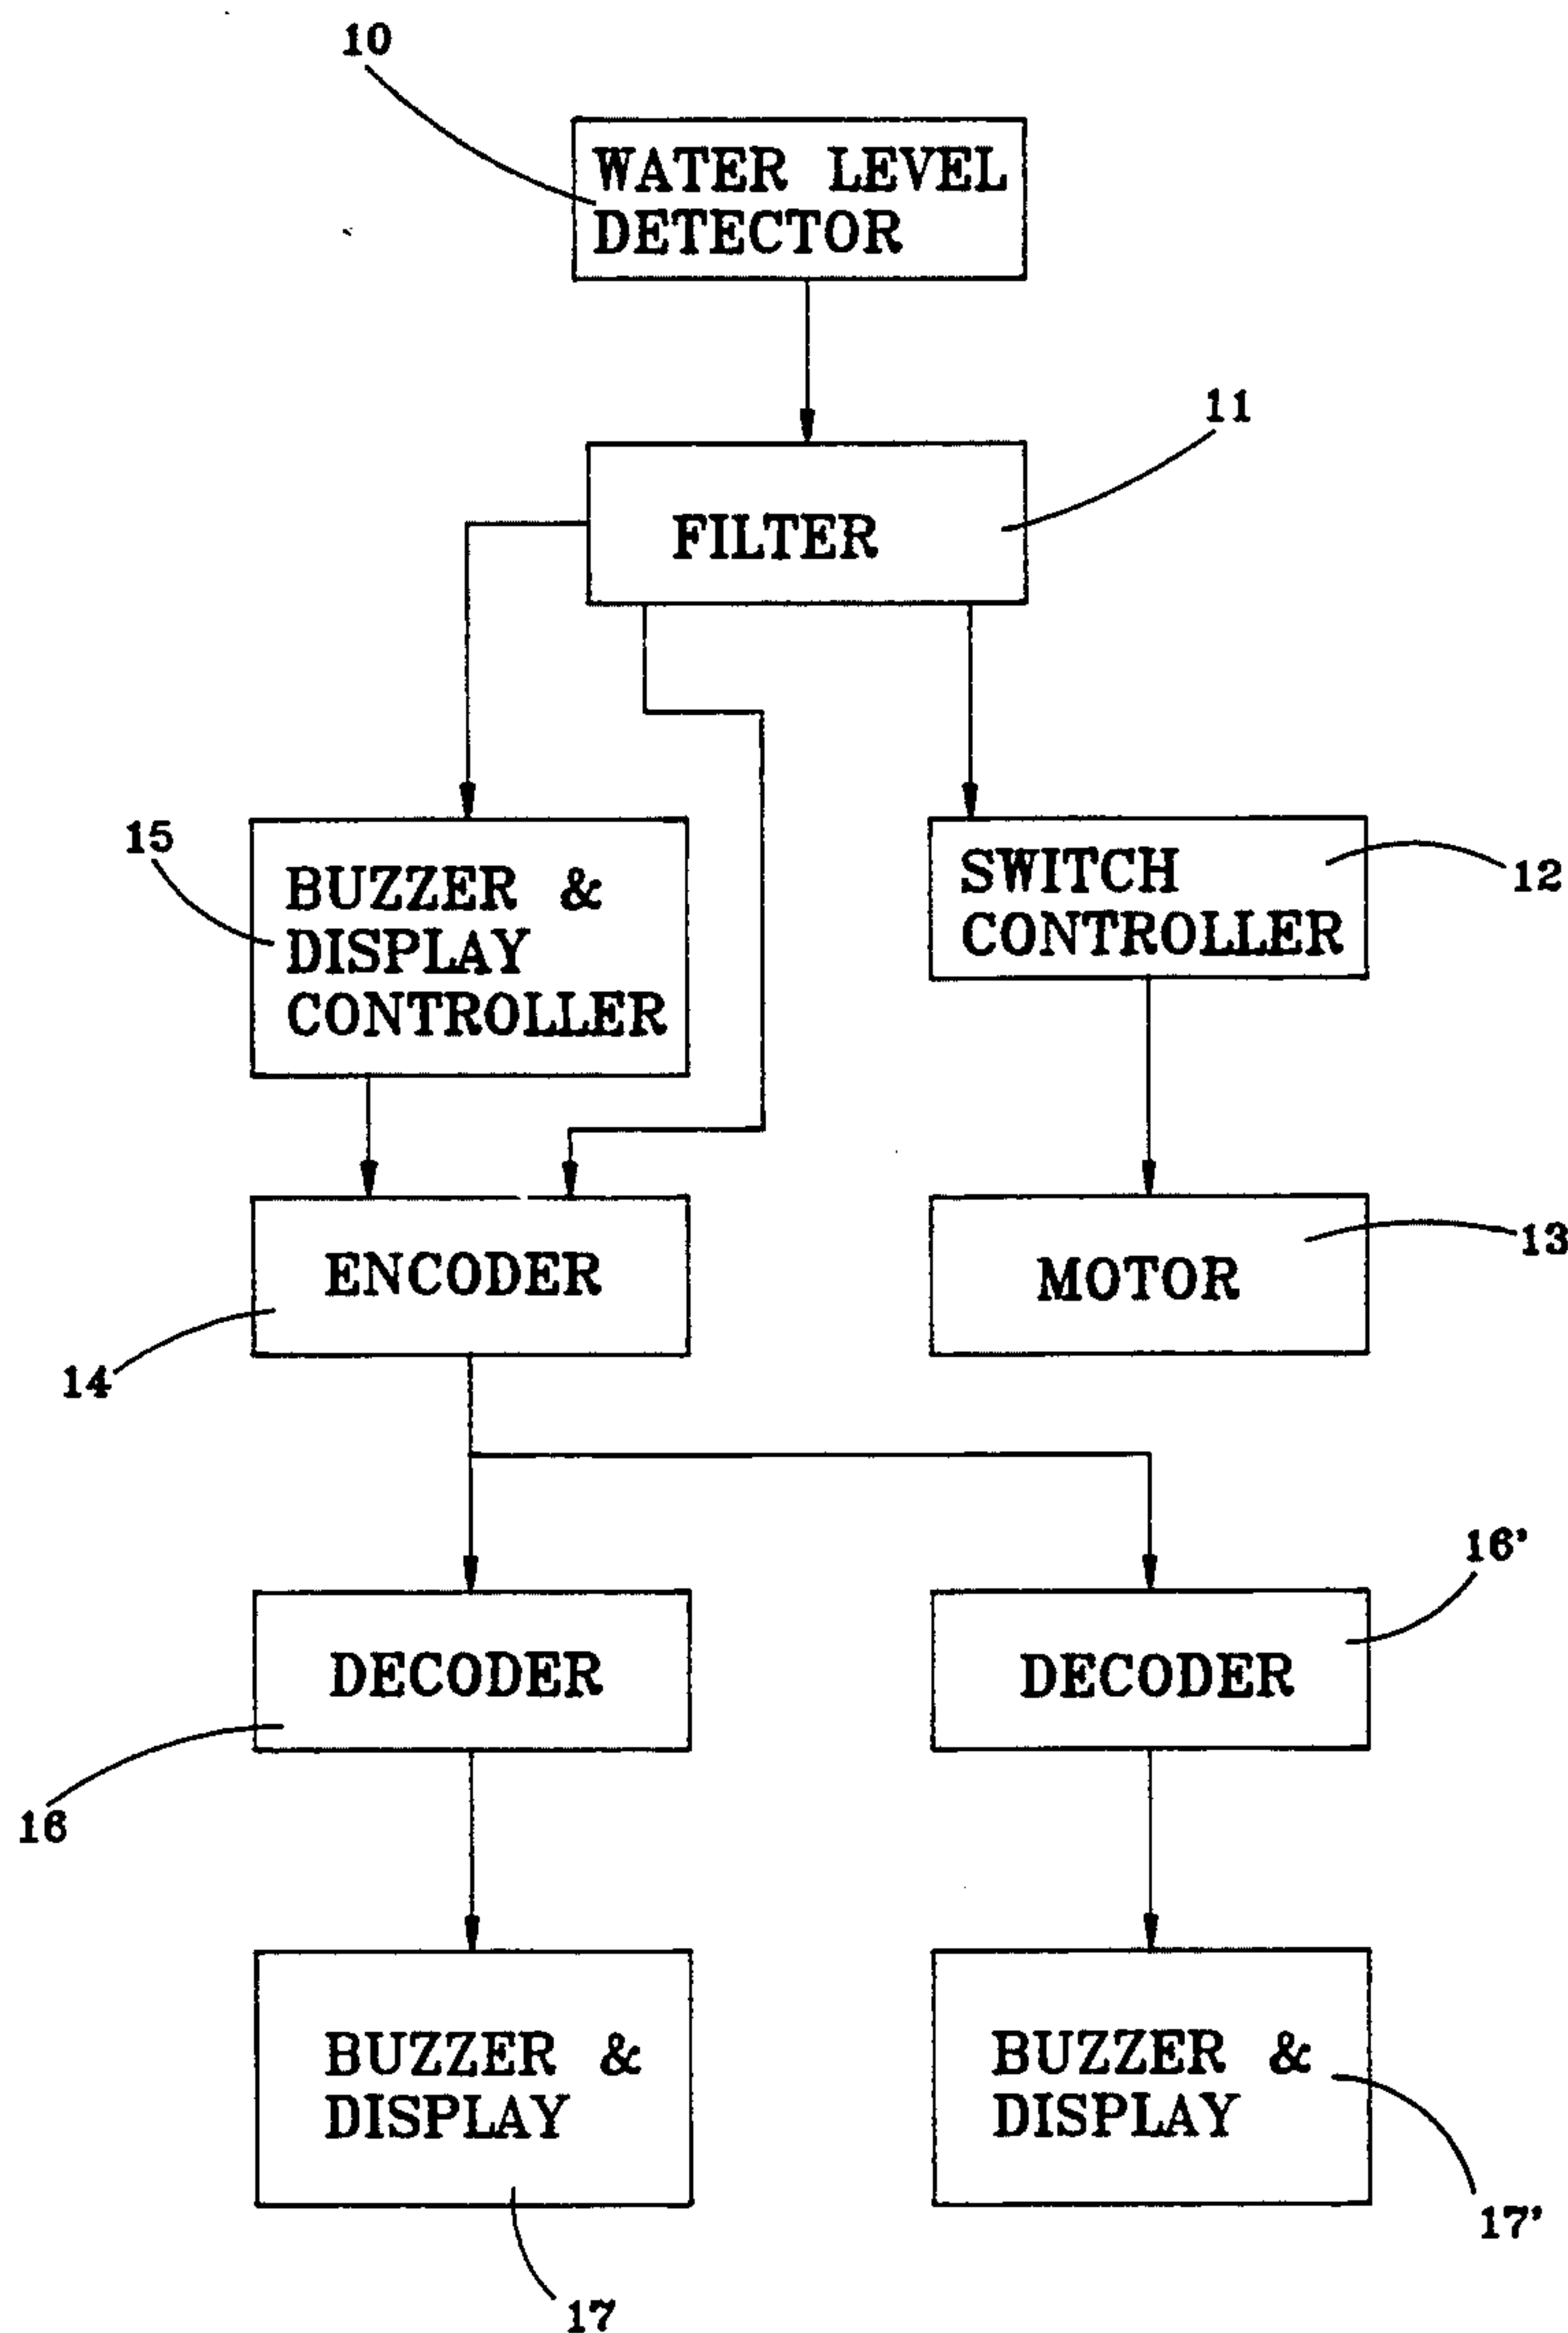 10
WATER LEVEL
DETECTOR
11
FILTER
15
BUZZER &
DISPLAY
CONTROLLER
SWITCH
CONTROLLER
12
ENCODER
14
MOTOR
13
DECODER
16
DECODER
16'
BUZZER &
DISPLAY
17
BUZZER &
DISPLAY
17'